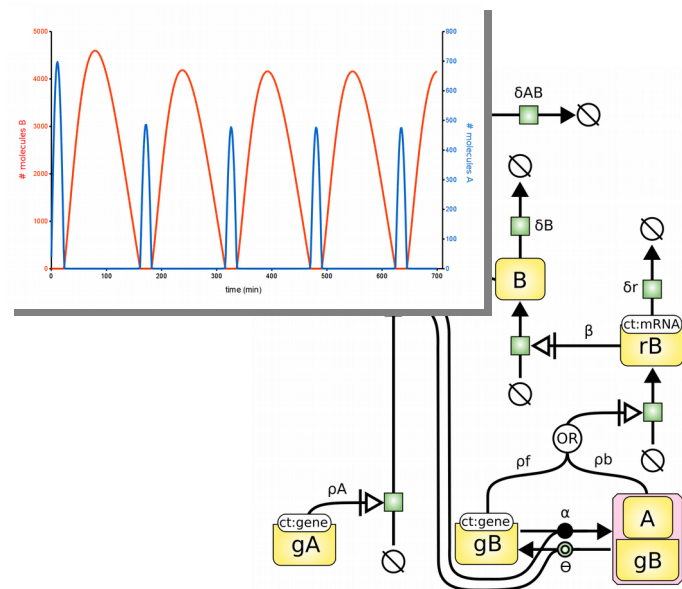 5000
4000
3000
2000
1000
0
# molecules B
800
700
600
500
400
300
200
100
0
# molecules A
0
100
200
300
400
500
600
700
time (min)
δAB
δB
B
δr
ct:mRNA
rB
β
OR
ρf
ρb
ρA
ct:gene
gA
ct:gene
gB
α
Θ
A
gB